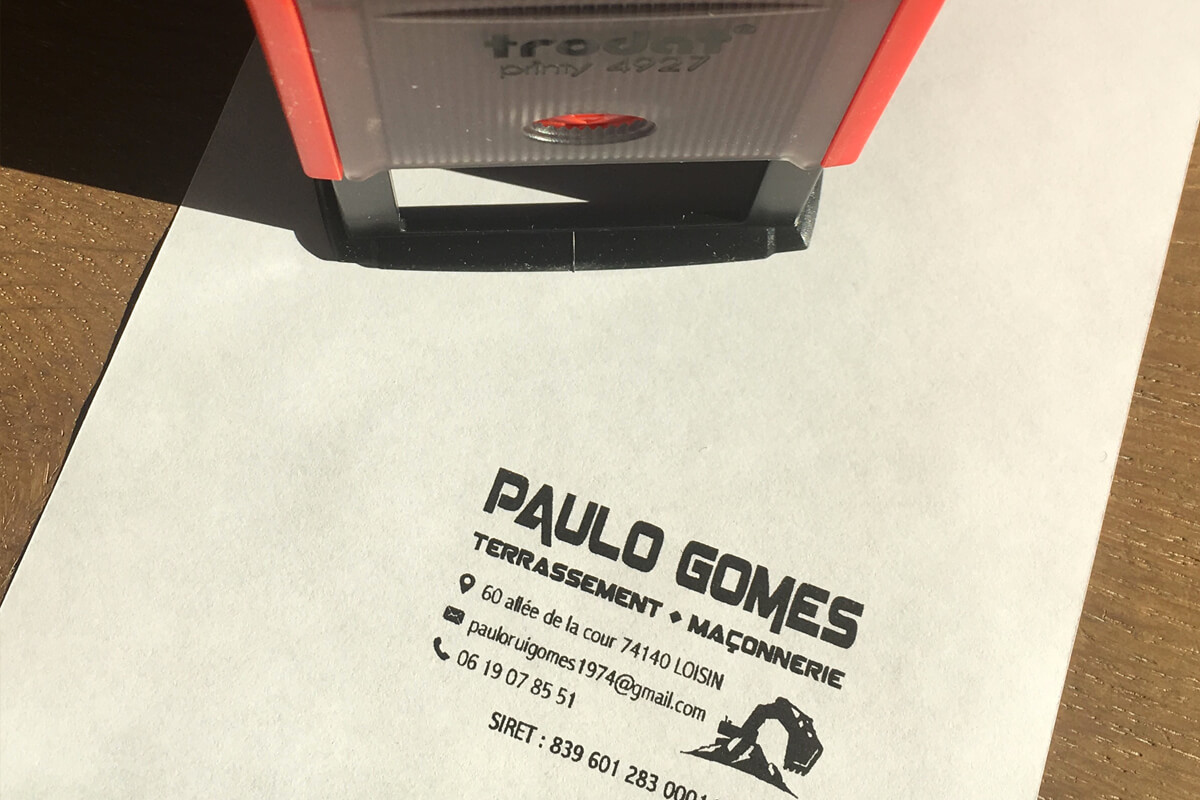 trodat®
printy 4927
PAULO GOMES
TERRASSEMENT ♦ MAÇONNERIE
60 allée de la cour 74140 LOISIN
pauloruigomes1974@gmail.com
06 19 07 85 51
SIRET : 839 601 283